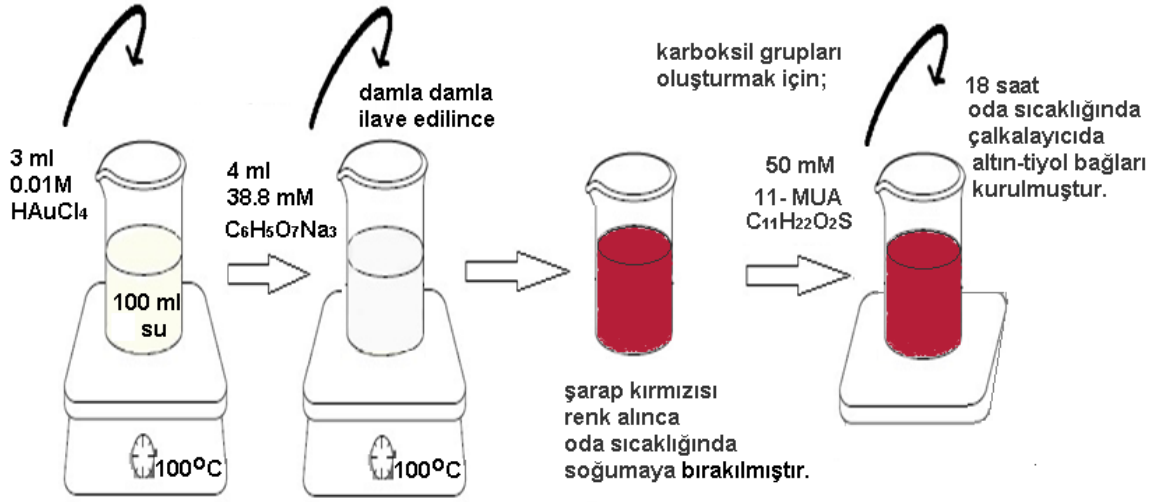 3 ml
0.01M
HAuCl4
100 ml
su
100°C
4 ml
38.8 mM
C6H5O7Na3
damla damla
ilave edilince
100°C
şarap kırmızısı
renk alınca
oda sıcaklığında
soğumaya bırakılmıştır.
karboksil grupları
oluşturmak için;
50 mM
11- MUA
C11H22O2S
18 saat
oda sıcaklığında
çalkalayıcıda
altın-tiyol bağları
kurulmuştur.